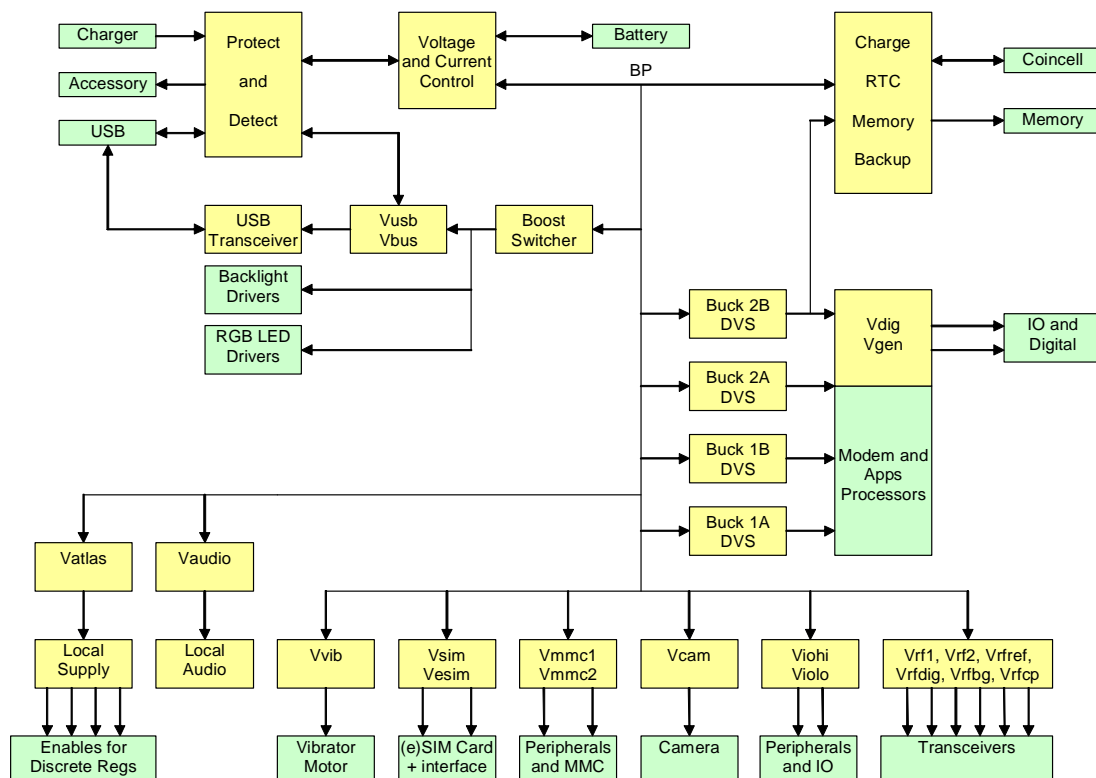 Charger
Protect
and
Detect
Voltage
and Current
Control
Battery
BP
Charge
RTC
Memory
Backup
Coincell
Accessory
USB
Memory
USB
Transceiver
Vusb
Vbus
Boost
Switcher
Backlight
Drivers
RGB LED
Drivers
Buck 2B
DVS
Vdig
Vgen
IO and
Digital
Buck 2A
DVS
Buck 1B
DVS
Modem and
Apps
Processors
Buck 1A
DVS
Vatlas
Vaudio
Local
Supply
Local
Audio
Vvib
Vsim
Vesim
Vmmc1
Vmmc2
Vcam
Viohi
Violo
Vrf1, Vrf2, Vrfref,
Vrfdig, Vrfbg, Vrfcp
Enables for
Discrete Regs
Vibrator
Motor
(e)SIM Card
+ interface
Peripherals
and MMC
Camera
Peripherals
and IO
Transceivers